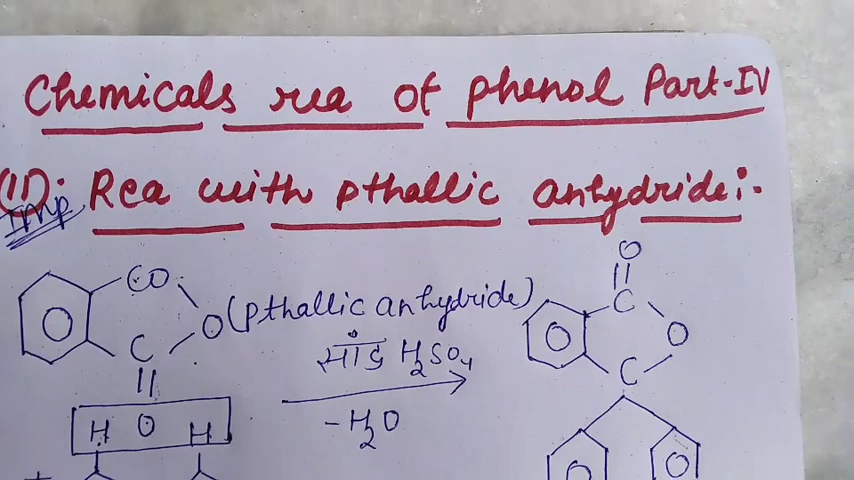 Chemicals rea of phenol Part-IV
(11):- Rea with pthallic anhydride:-
Imp
CO
O (pthallic anhydride)
C
O
H H
सांद्र H2SO4
-H2O
+
O
C
O
C